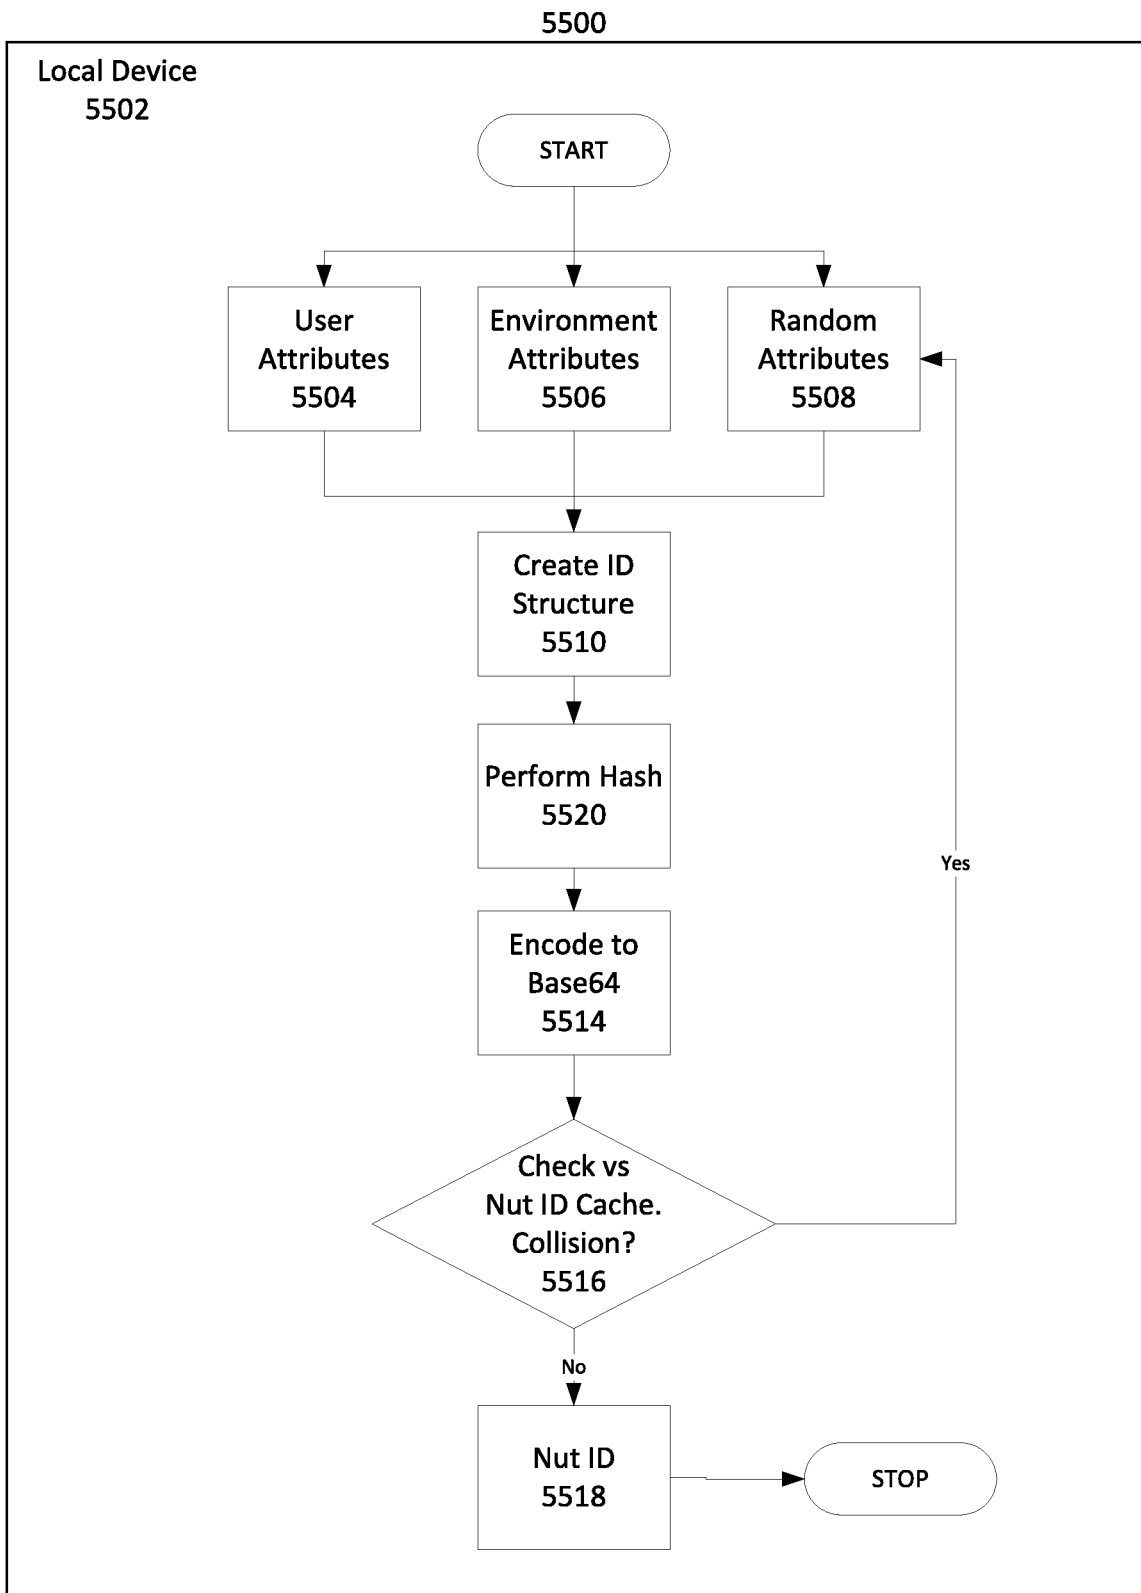 5500
Local Device
5502
START
User
Attributes
5504
Environment
Attributes
5506
Random
Attributes
5508
Create ID
Structure
5510
Perform Hash
5520
Yes
Encode to
Base64
5514
Check vs
Nut ID Cache.
Collision?
5516
No
Nut ID
5518
STOP